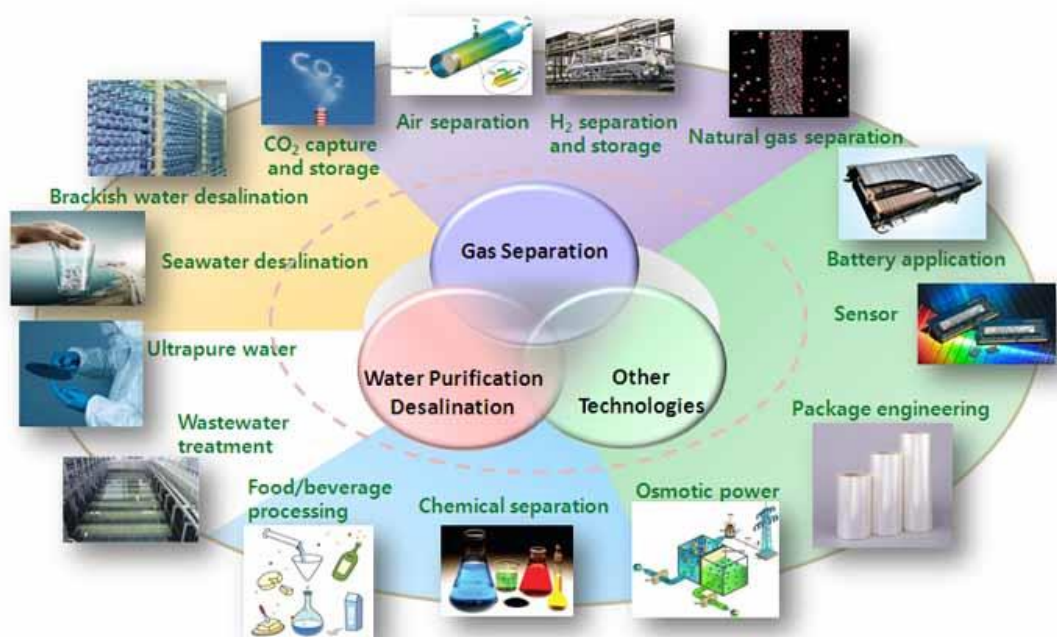 CO₂
Air separation
H₂ separation
and storage
CO₂ capture
and storage
Natural gas separation
Brackish water desalination
Gas Separation
Seawater desalination
Battery application
Sensor
Ultrapure water
Water Purification
Desalination
Other
Technologies
Package engineering
Wastewater
treatment
Food/beverage
processing
Chemical separation
Osmotic power